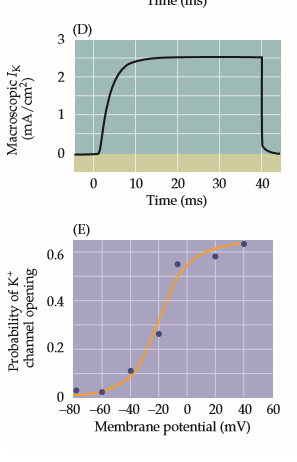 Time (ms)
(D)
Macroscopic IK
(mA/cm2)
3
2
1
0
0 10 20 30 40
Time (ms)
(E)
Probability of K+
channel opening
0.6
0.4
0.2
0
−80 −60 −40 −20 0 20 40 60
Membrane potential (mV)